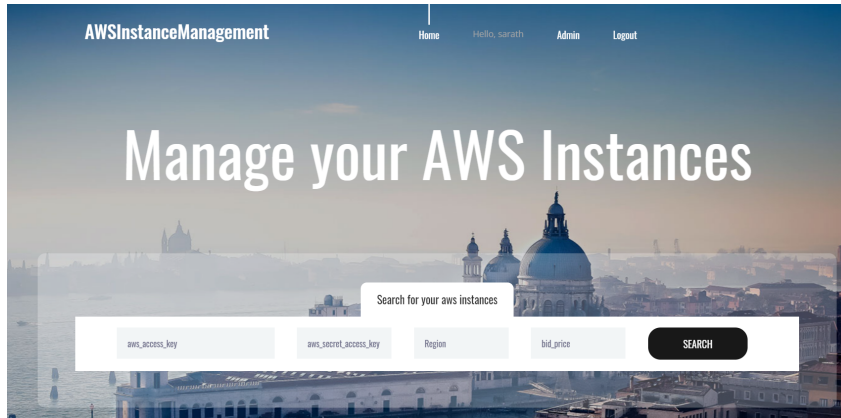 AWSInstanceManagement
Home Hello, sarath Admin Logout
Manage your AWS Instances
Search for your aws instances
aws_access_key aws_secret_access_key Region bid_price SEARCH